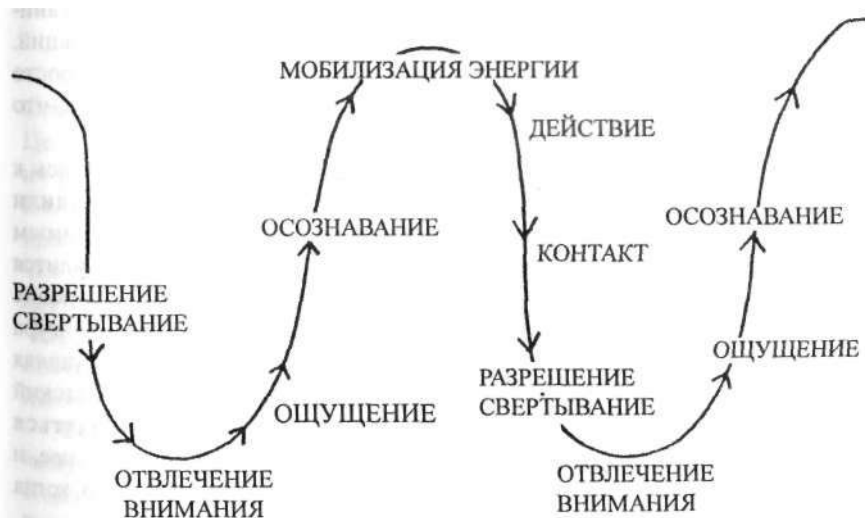 МОБИЛИЗАЦИЯ ЭНЕРГИИ
ДЕЙСТВИЕ
ОСОЗНАВАНИЕ
ОСОЗНАВАНИЕ
КОНТАКТ
РАЗРЕШЕНИЕ
СВЕРТЫВАНИЕ
ОЩУЩЕНИЕ
РАЗРЕШЕНИЕ
СВЕРТЫВАНИЕ
ОЩУЩЕНИЕ
ОТВЛЕЧЕНИЕ
ВНИМАНИЯ
ОТВЛЕЧЕНИЕ
ВНИМАНИЯ